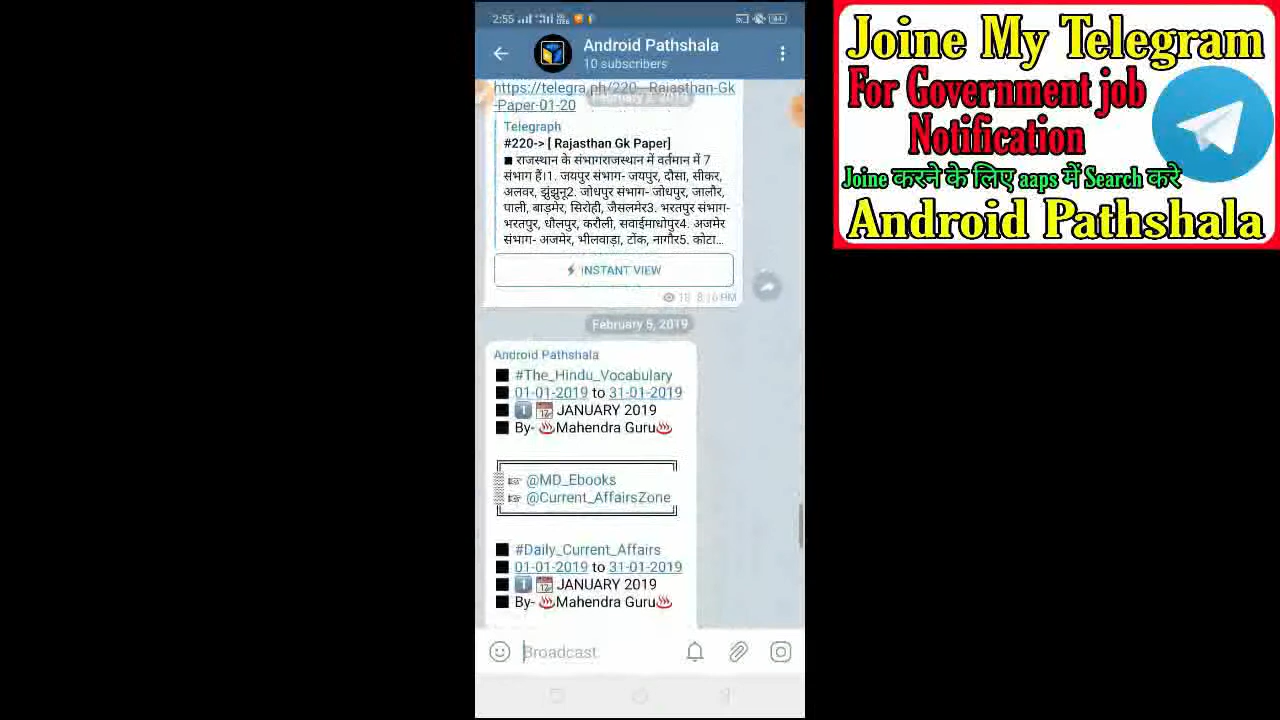 2:55
84
Android Pathshala
10 subscribers
https://telegra.ph/220--Rajasthan-Gk
-Paper-01-20
Telegraph
#220-> [ Rajasthan Gk Paper]
■ राजस्थान के संभागराजस्थान में वर्तमान में 7
संभाग हैं।1. जयपुर संभाग- जयपुर, दौसा, सीकर,
अलवर, झुंझुनू2. जोधपुर संभाग- जोधपुर, जालौर,
पाली, बाड़मेर, सिरोही, जैसलमेर3. भरतपुर संभाग-
भरतपुर, धौलपुर, करौली, सवाईमाधोपुर4. अजमेर
संभाग- अजमेर, भीलवाड़ा, टोंक, नागौर5. कोटा...
INSTANT VIEW
18 8:16 PM
February 5, 2019
Android Pathshala
#The_Hindu_Vocabulary
01-01-2019 to 31-01-2019
JANUARY 2019
By- ♨Mahendra Guru♨
@MD_Ebooks
@Current_AffairsZone
#Daily_Current_Affairs
01-01-2019 to 31-01-2019
JANUARY 2019
By- ♨Mahendra Guru♨
Broadcast
Joine My Telegram
For Government job
Notification
Joine करने के लिए aaps में Search करे
Android Pathshala